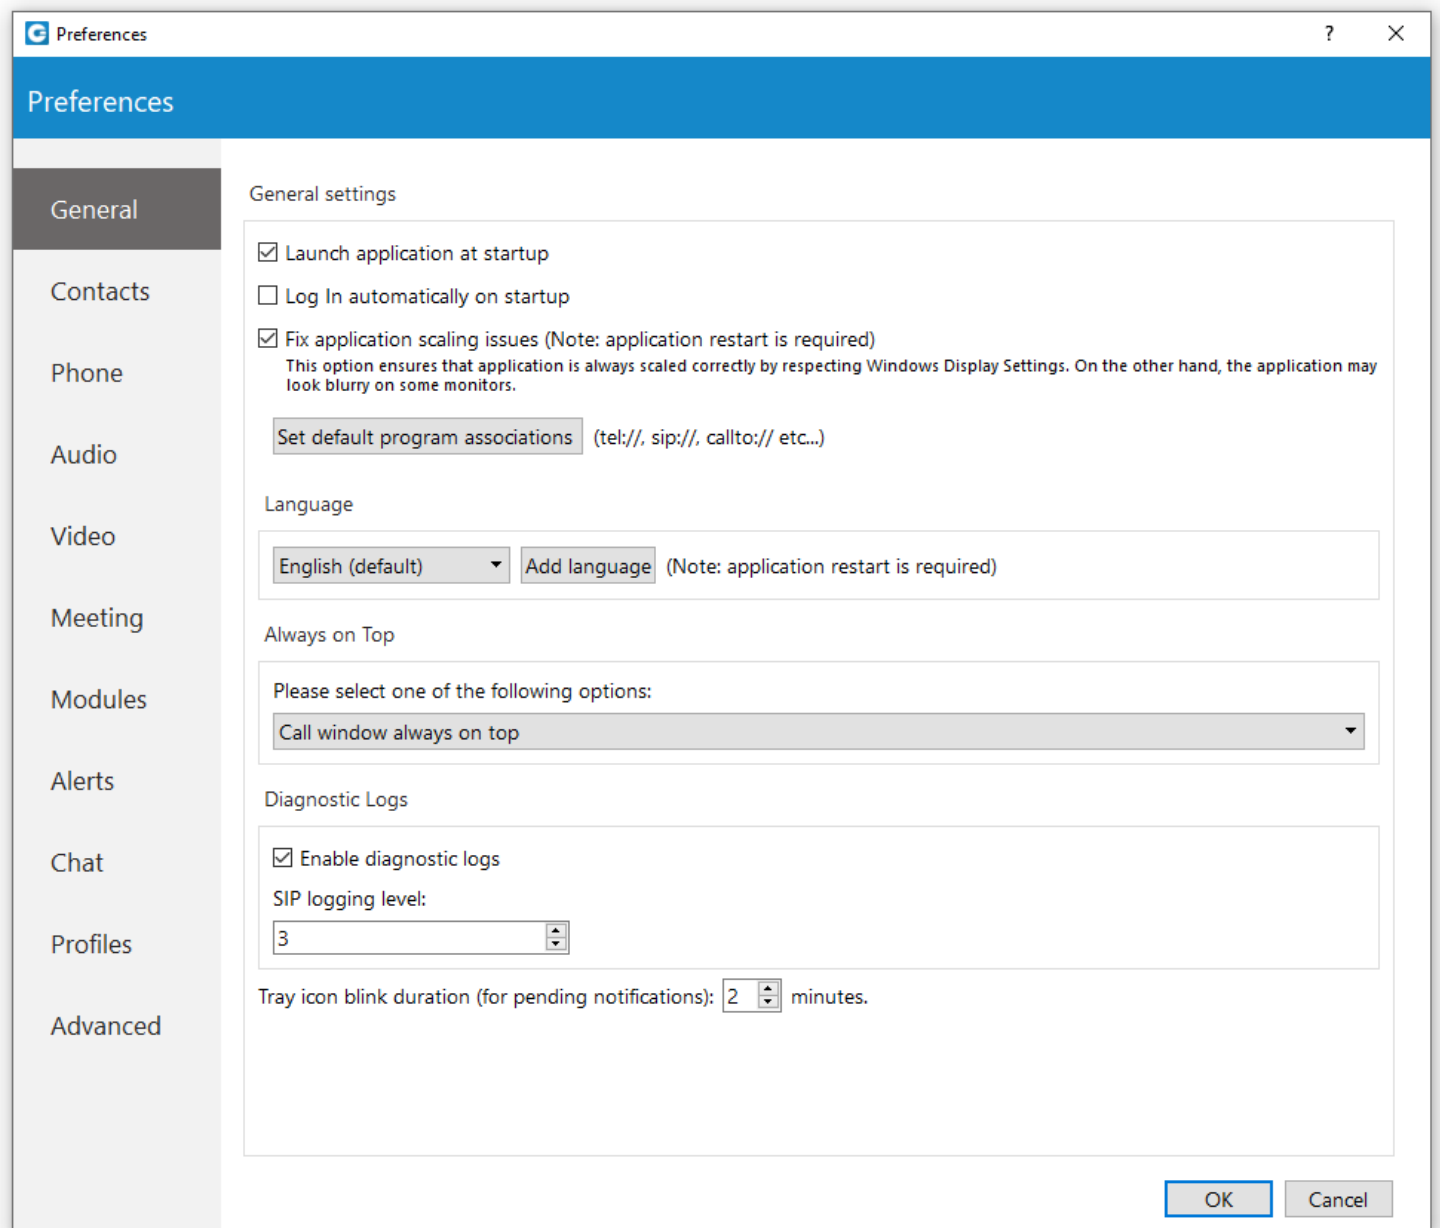 Preferences
?
Preferences
General
Contacts
Phone
Audio
Video
Meeting
Modules
Alerts
Chat
Profiles
Advanced
General settings
Launch application at startup
Log In automatically on startup
Fix application scaling issues (Note: application restart is required)
This option ensures that application is always scaled correctly by respecting Windows Display Settings. On the other hand, the application may
look blurry on some monitors.
Set default program associations (tel://, sip://, callto:// etc...)
Language
English (default) Add language (Note: application restart is required)
Always on Top
Please select one of the following options:
Call window always on top
Diagnostic Logs
Enable diagnostic logs
SIP logging level:
3
Tray icon blink duration (for pending notifications): 2 minutes.
OK Cancel